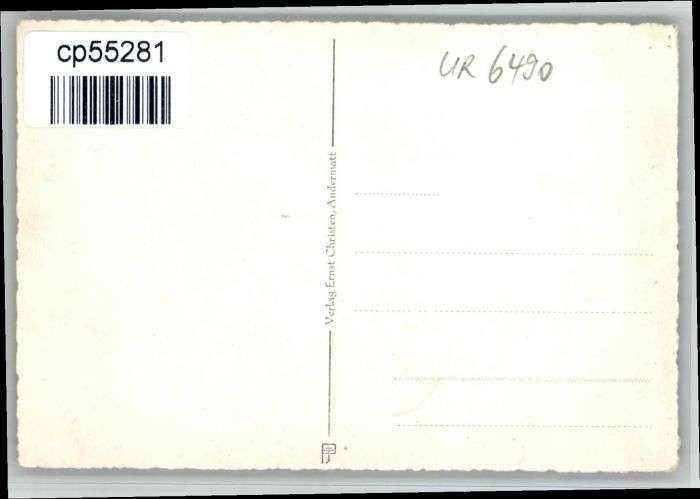 cp55281
UR 6490
Verlag Ernst Christen, Andermatt